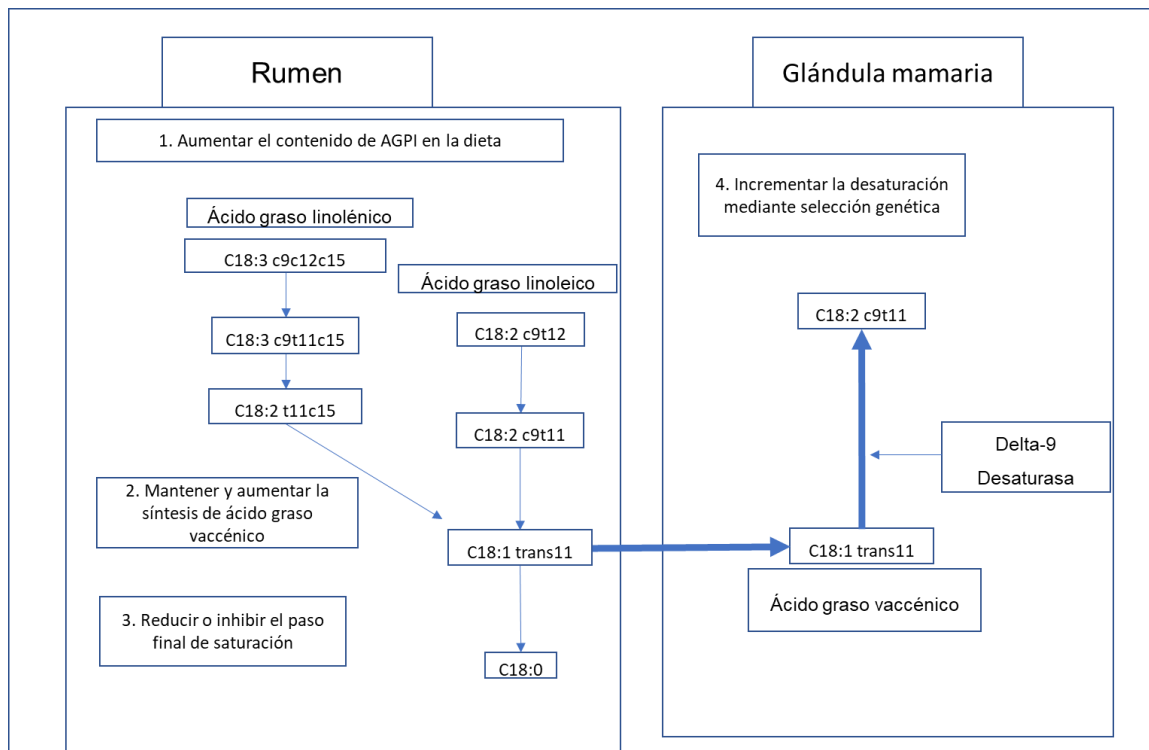 Rumen
1. Aumentar el contenido de AGPI en la dieta
Ácido graso linolénico
C18:3 c9c12c15
Ácido graso linoleico
C18:3 c9t11c15
C18:2 c9t12
C18:2 t11c15
C18:2 c9t11
2. Mantener y aumentar la
síntesis de ácido graso
vaccénico
C18:1 trans11
3. Reducir o inhibir el paso
final de saturación
C18:0
Glándula mamaria
4. Incrementar la desaturación
mediante selección genética
C18:2 c9t11
Delta-9
Desaturasa
C18:1 trans11
Ácido graso vaccénico